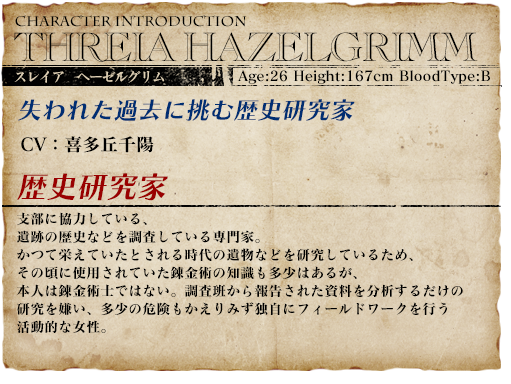 CHARACTER INTRODUCTION
THREIA HAZELGRIMM
スレイア　ヘーゼルグリム
Age:26 Height:167cm BloodType:B
失われた過去に挑む歴史研究家
CV：喜多丘千陽
歴史研究家
支部に協力している、
遺跡の歴史などを調査している専門家。
かつて栄えていたとされる時代の遺物などを研究しているため、
その頃に使用されていた錬金術の知識も多少はあるが、
本人は錬金術士ではない。調査班から報告された資料を分析するだけの
研究を嫌い、多少の危険もかえりみず独自にフィールドワークを行う
活動的な女性。